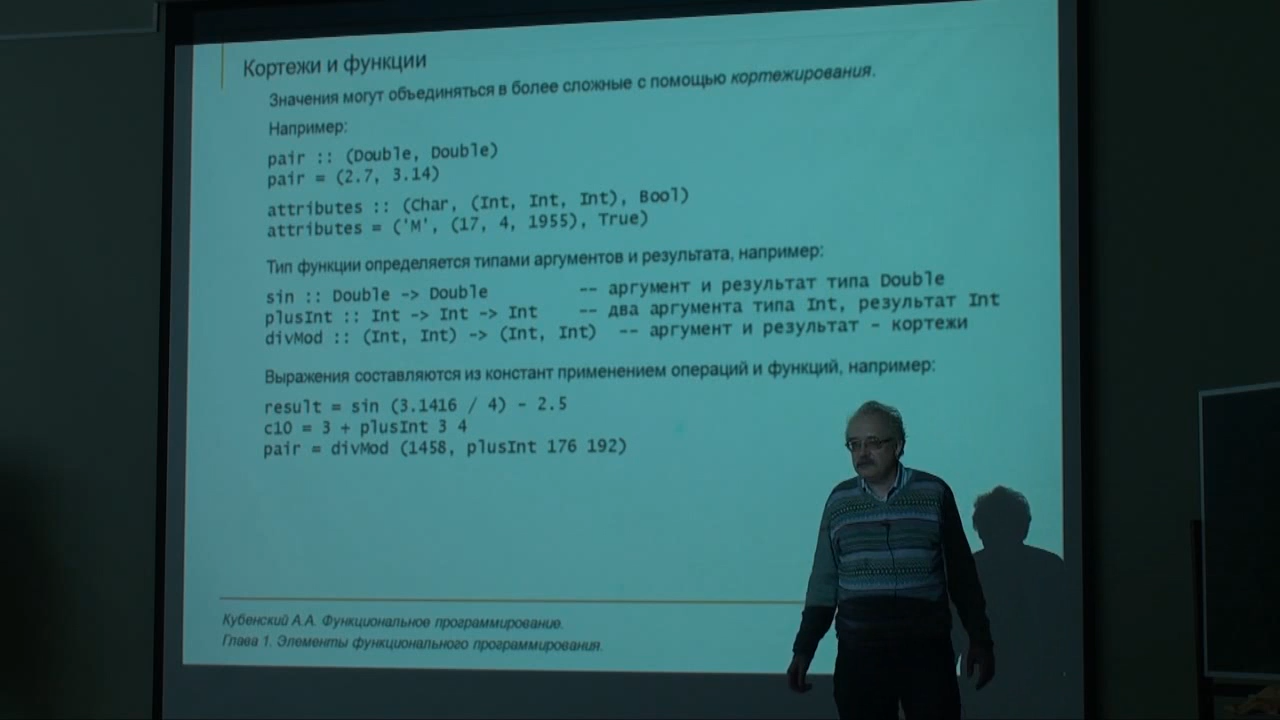 Кортежи и функции
Значения могут объединяться в более сложные с помощью кортежирования.
Например:
pair :: (Double, Double)
pair = (2.7, 3.14)
attributes :: (Char, (Int, Int, Int), Bool)
attributes = ('M', (17, 4, 1955), True)
Тип функции определяется типами аргументов и результата, например:
sin :: Double -> Double -- аргумент и результат типа Double
plusInt :: Int -> Int -> Int -- два аргумента типа Int, результат Int
divMod :: (Int, Int) -> (Int, Int) -- аргумент и результат - кортежи
Выражения составляются из констант применением операций и функций, например:
result = sin (3.1416 / 4) - 2.5
c10 = 3 + plusInt 3 4
pair = divMod (1458, plusInt 176 192)
Кубенский А.А. Функциональное программирование.
Глава 1. Элементы функционального программирования.